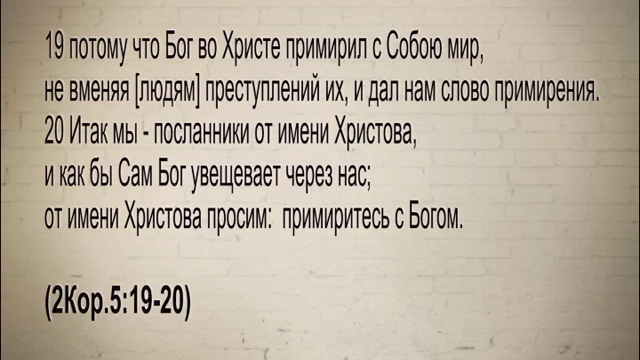 19 потому что Бог во Христе примирил с Собою мир,
не вменяя [людям] преступлений их, и дал нам слово примирения.
20 Итак мы - посланники от имени Христова,
и как бы Сам Бог увещевает через нас;
от имени Христова просим: примиритесь с Богом.
(2Кор.5:19-20)